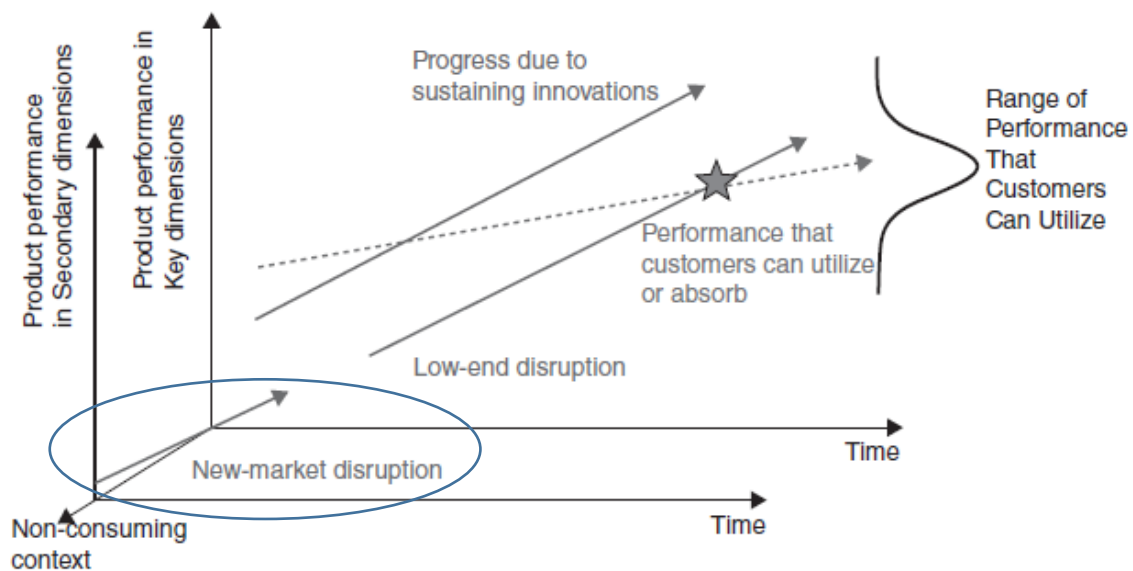 Product performance
in Secondary dimensions
Product performance in
Key dimensions
Progress due to
sustaining innovations
Range of
Performance
That
Customers
Can Utilize
Performance that
customers can utilize
or absorb
Low-end disruption
Time
New-market disruption
Time
Non-consuming
context